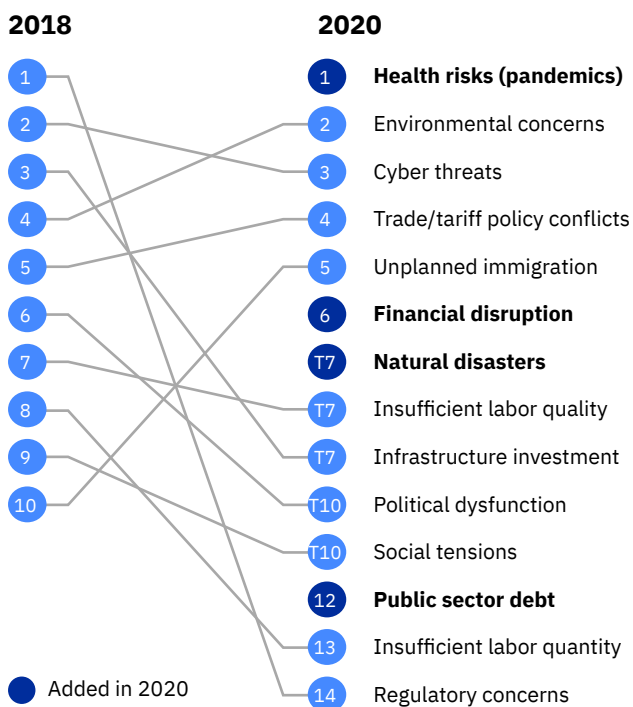 2018 2020
1 1 Health risks (pandemics)
2 2 Environmental concerns
3 3 Cyber threats
4 4 Trade/tariff policy conflicts
5 5 Unplanned immigration
6 6 Financial disruption
7 T7 Natural disasters
8 T7 Insufficient labor quality
9 T7 Infrastructure investment
10 T10 Political dysfunction
T10 Social tensions
12 Public sector debt
13 Insufficient labor quantity
Added in 2020 14 Regulatory concerns